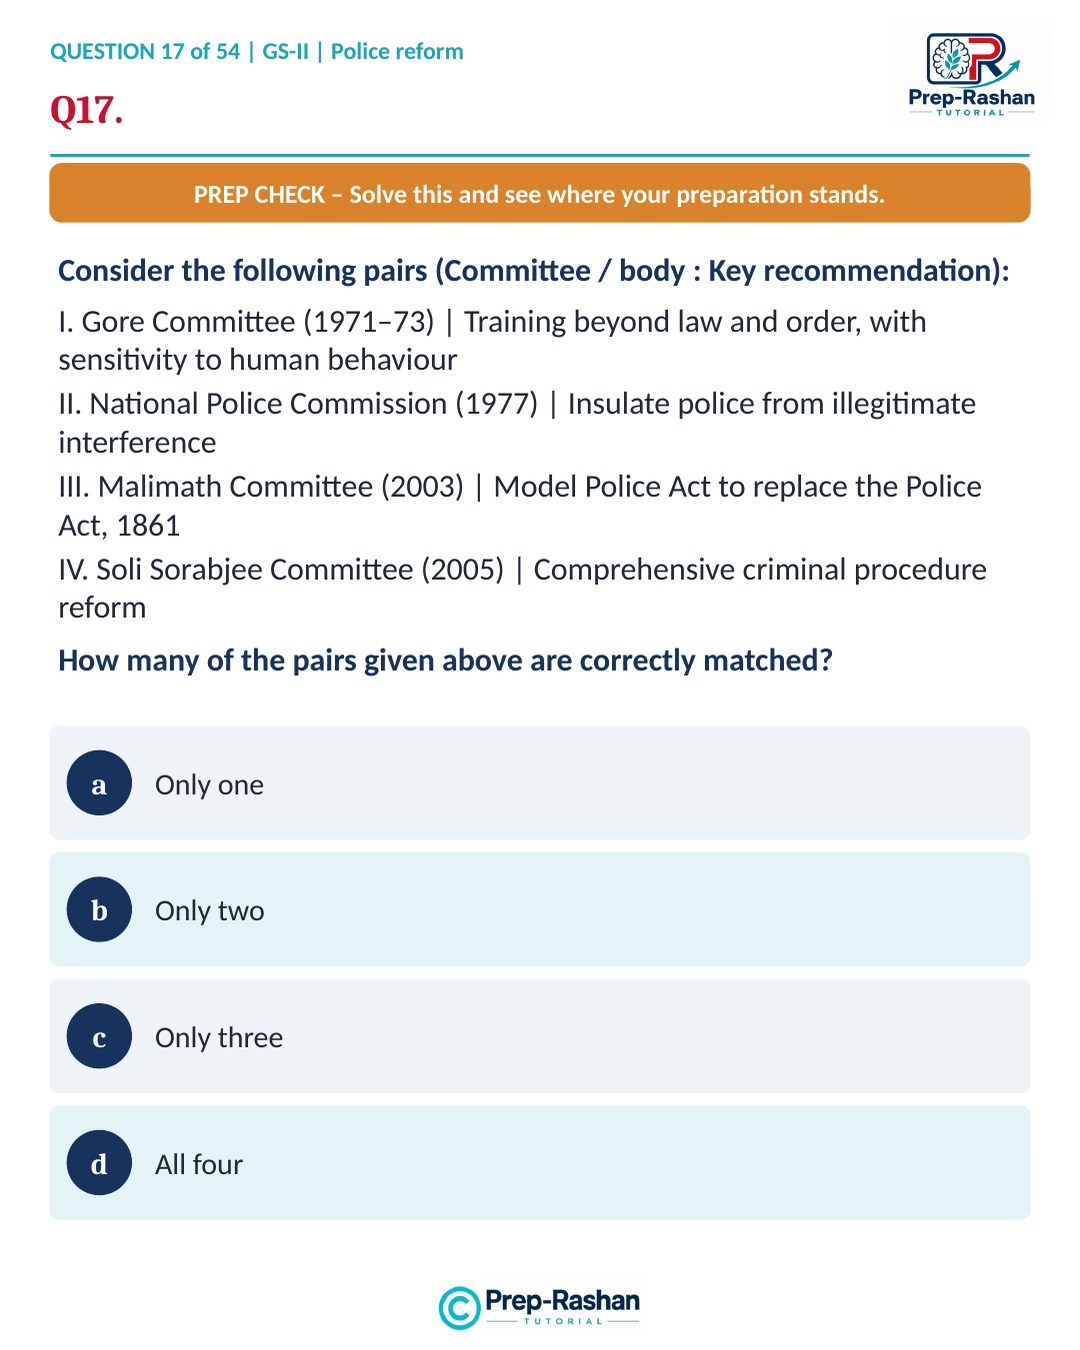 QUESTION 17 of 54 | GS-II | Police reform
Q17.
R
Prep-Rashan
TUTORIAL
PREP CHECK – Solve this and see where your preparation stands.
Consider the following pairs (Committee / body : Key recommendation):
I. Gore Committee (1971–73) | Training beyond law and order, with
sensitivity to human behaviour
II. National Police Commission (1977) | Insulate police from illegitimate
interference
III. Malimath Committee (2003) | Model Police Act to replace the Police
Act, 1861
IV. Soli Sorabjee Committee (2005) | Comprehensive criminal procedure
reform
How many of the pairs given above are correctly matched?
a Only one
b Only two
c Only three
d All four
© Prep-Rashan
TUTORIAL